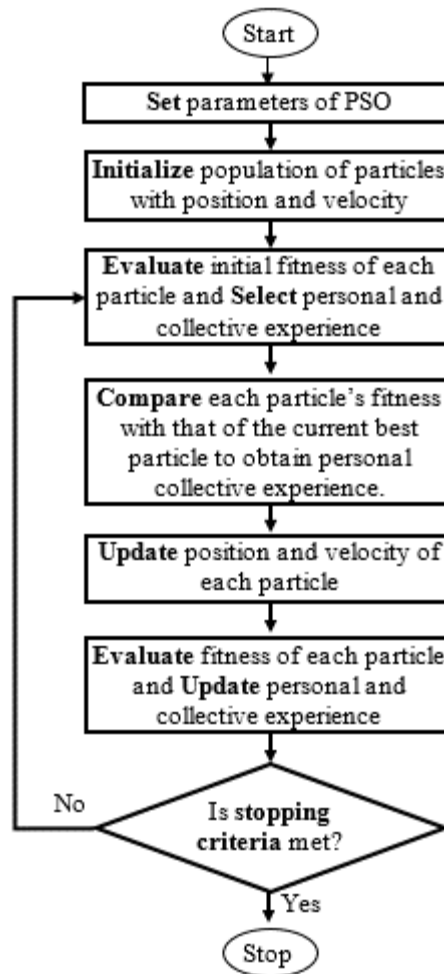 Start
Set parameters of PSO
Initialize population of particles
with position and velocity
Evaluate initial fitness of each
particle and Select personal and
collective experience
Compare each particle's fitness
with that of the current best
particle to obtain personal
collective experience.
Update position and velocity of
each particle
Evaluate fitness of each particle
and Update personal and
collective experience
No
Is stopping
criteria met?
Yes
Stop